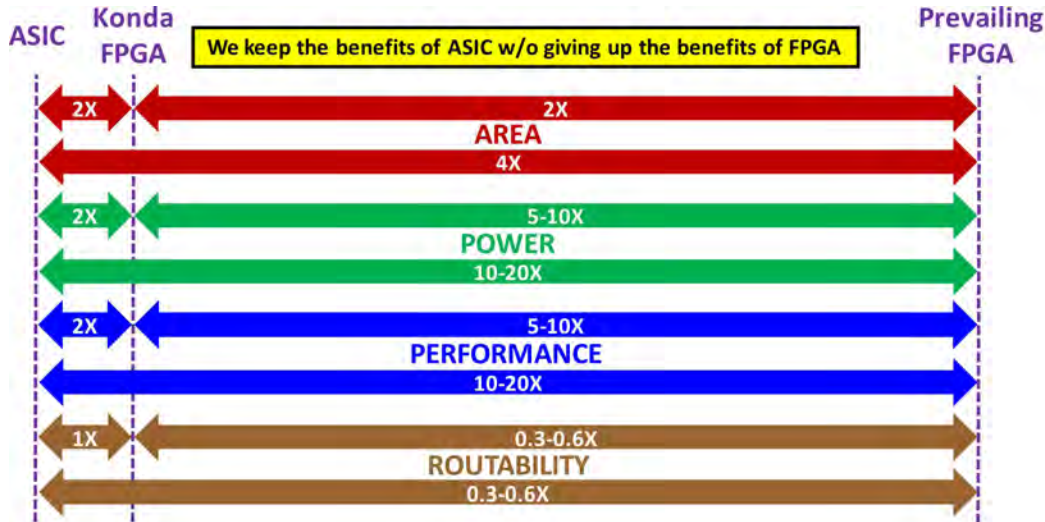 ASIC
Konda
FPGA
We keep the benefits of ASIC w/o giving up the benefits of FPGA
Prevailing
FPGA
2X
2X
AREA
4X
2X
5-10X
POWER
10-20X
2X
5-10X
PERFORMANCE
10-20X
1X
0.3-0.6X
ROUTABILITY
0.3-0.6X